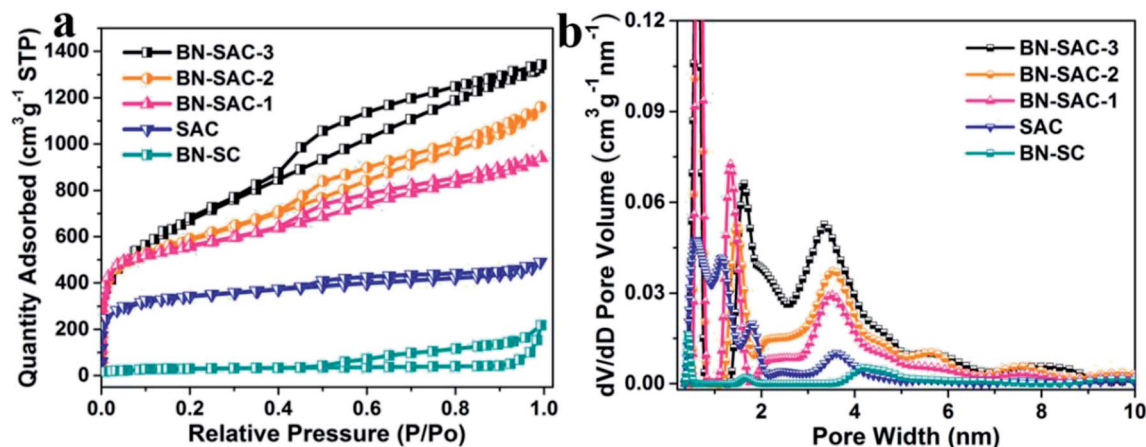 a
BN-SAC-3
BN-SAC-2
BN-SAC-1
SAC
BN-SC
Quantity Adsorbed (cm³g⁻¹ STP)
1400
1200
1000
800
600
400
200
0
0.0 0.2 0.4 0.6 0.8 1.0
Relative Pressure (P/Po)
b
BN-SAC-3
BN-SAC-2
BN-SAC-1
SAC
BN-SC
dV/dD Pore Volume (cm³g⁻¹ nm⁻¹)
0.12
0.09
0.06
0.03
0.00
2 4 6 8 10
Pore Width (nm)